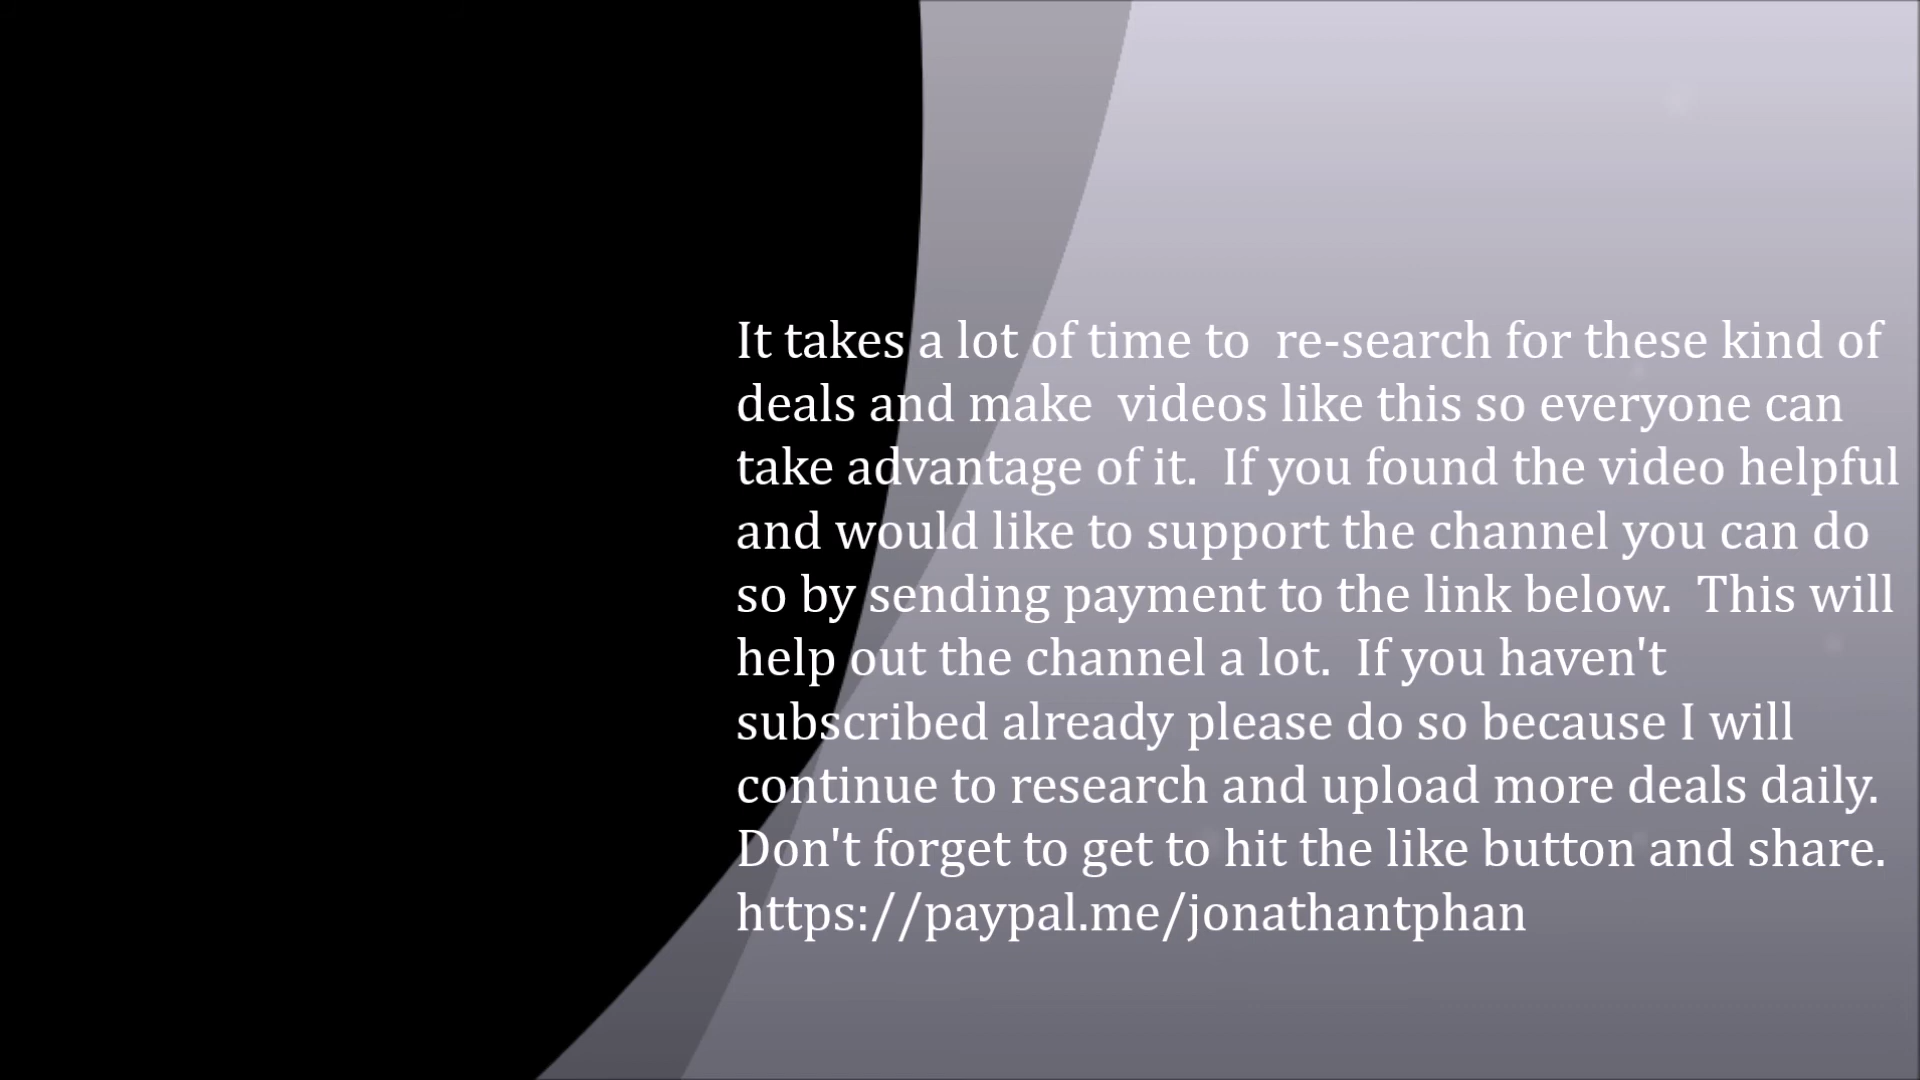 It takes a lot of time to  re-search for these kind of
deals and make  videos like this so everyone can
take advantage of it.  If you found the video helpful
and would like to support the channel you can do
so by sending payment to the link below.  This will
help out the channel a lot.  If you haven't
subscribed already please do so because I will
continue to research and upload more deals daily.
Don't forget to get to hit the like button and share.
https://paypal.me/jonathantphan